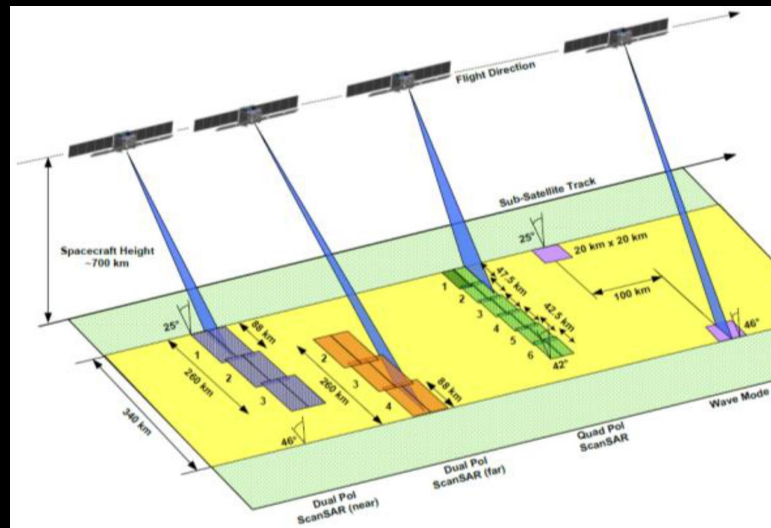 Flight Direction
Sub-Satellite Track
Spacecraft Height
~700 km
25°
20 km x 20 km
100 km
46°
47.5 km
42.5 km
1
2
3
4
5
6
42°
25°
88 km
1
2
3
260 km
2
3
4
260 km
88 km
340 km
46°
Dual Pol
ScanSAR (near)
Dual Pol
ScanSAR (far)
Quad Pol
ScanSAR
Wave Mode